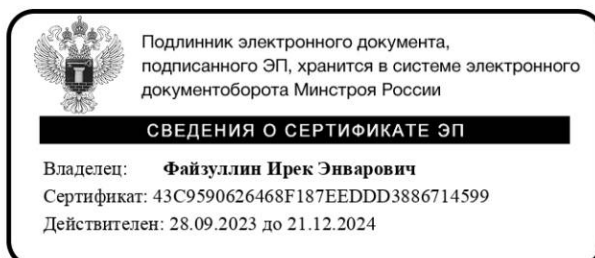 Подлинник электронного документа,
подписанного ЭП, хранится в системе электронного
документоборота Минстроя России
СВЕДЕНИЯ О СЕРТИФИКАТЕ ЭП
Владелец: Файзуллин Ирек Энварович
Сертификат: 43C9590626468F187EEDDD3886714599
Действителен: 28.09.2023 до 21.12.2024